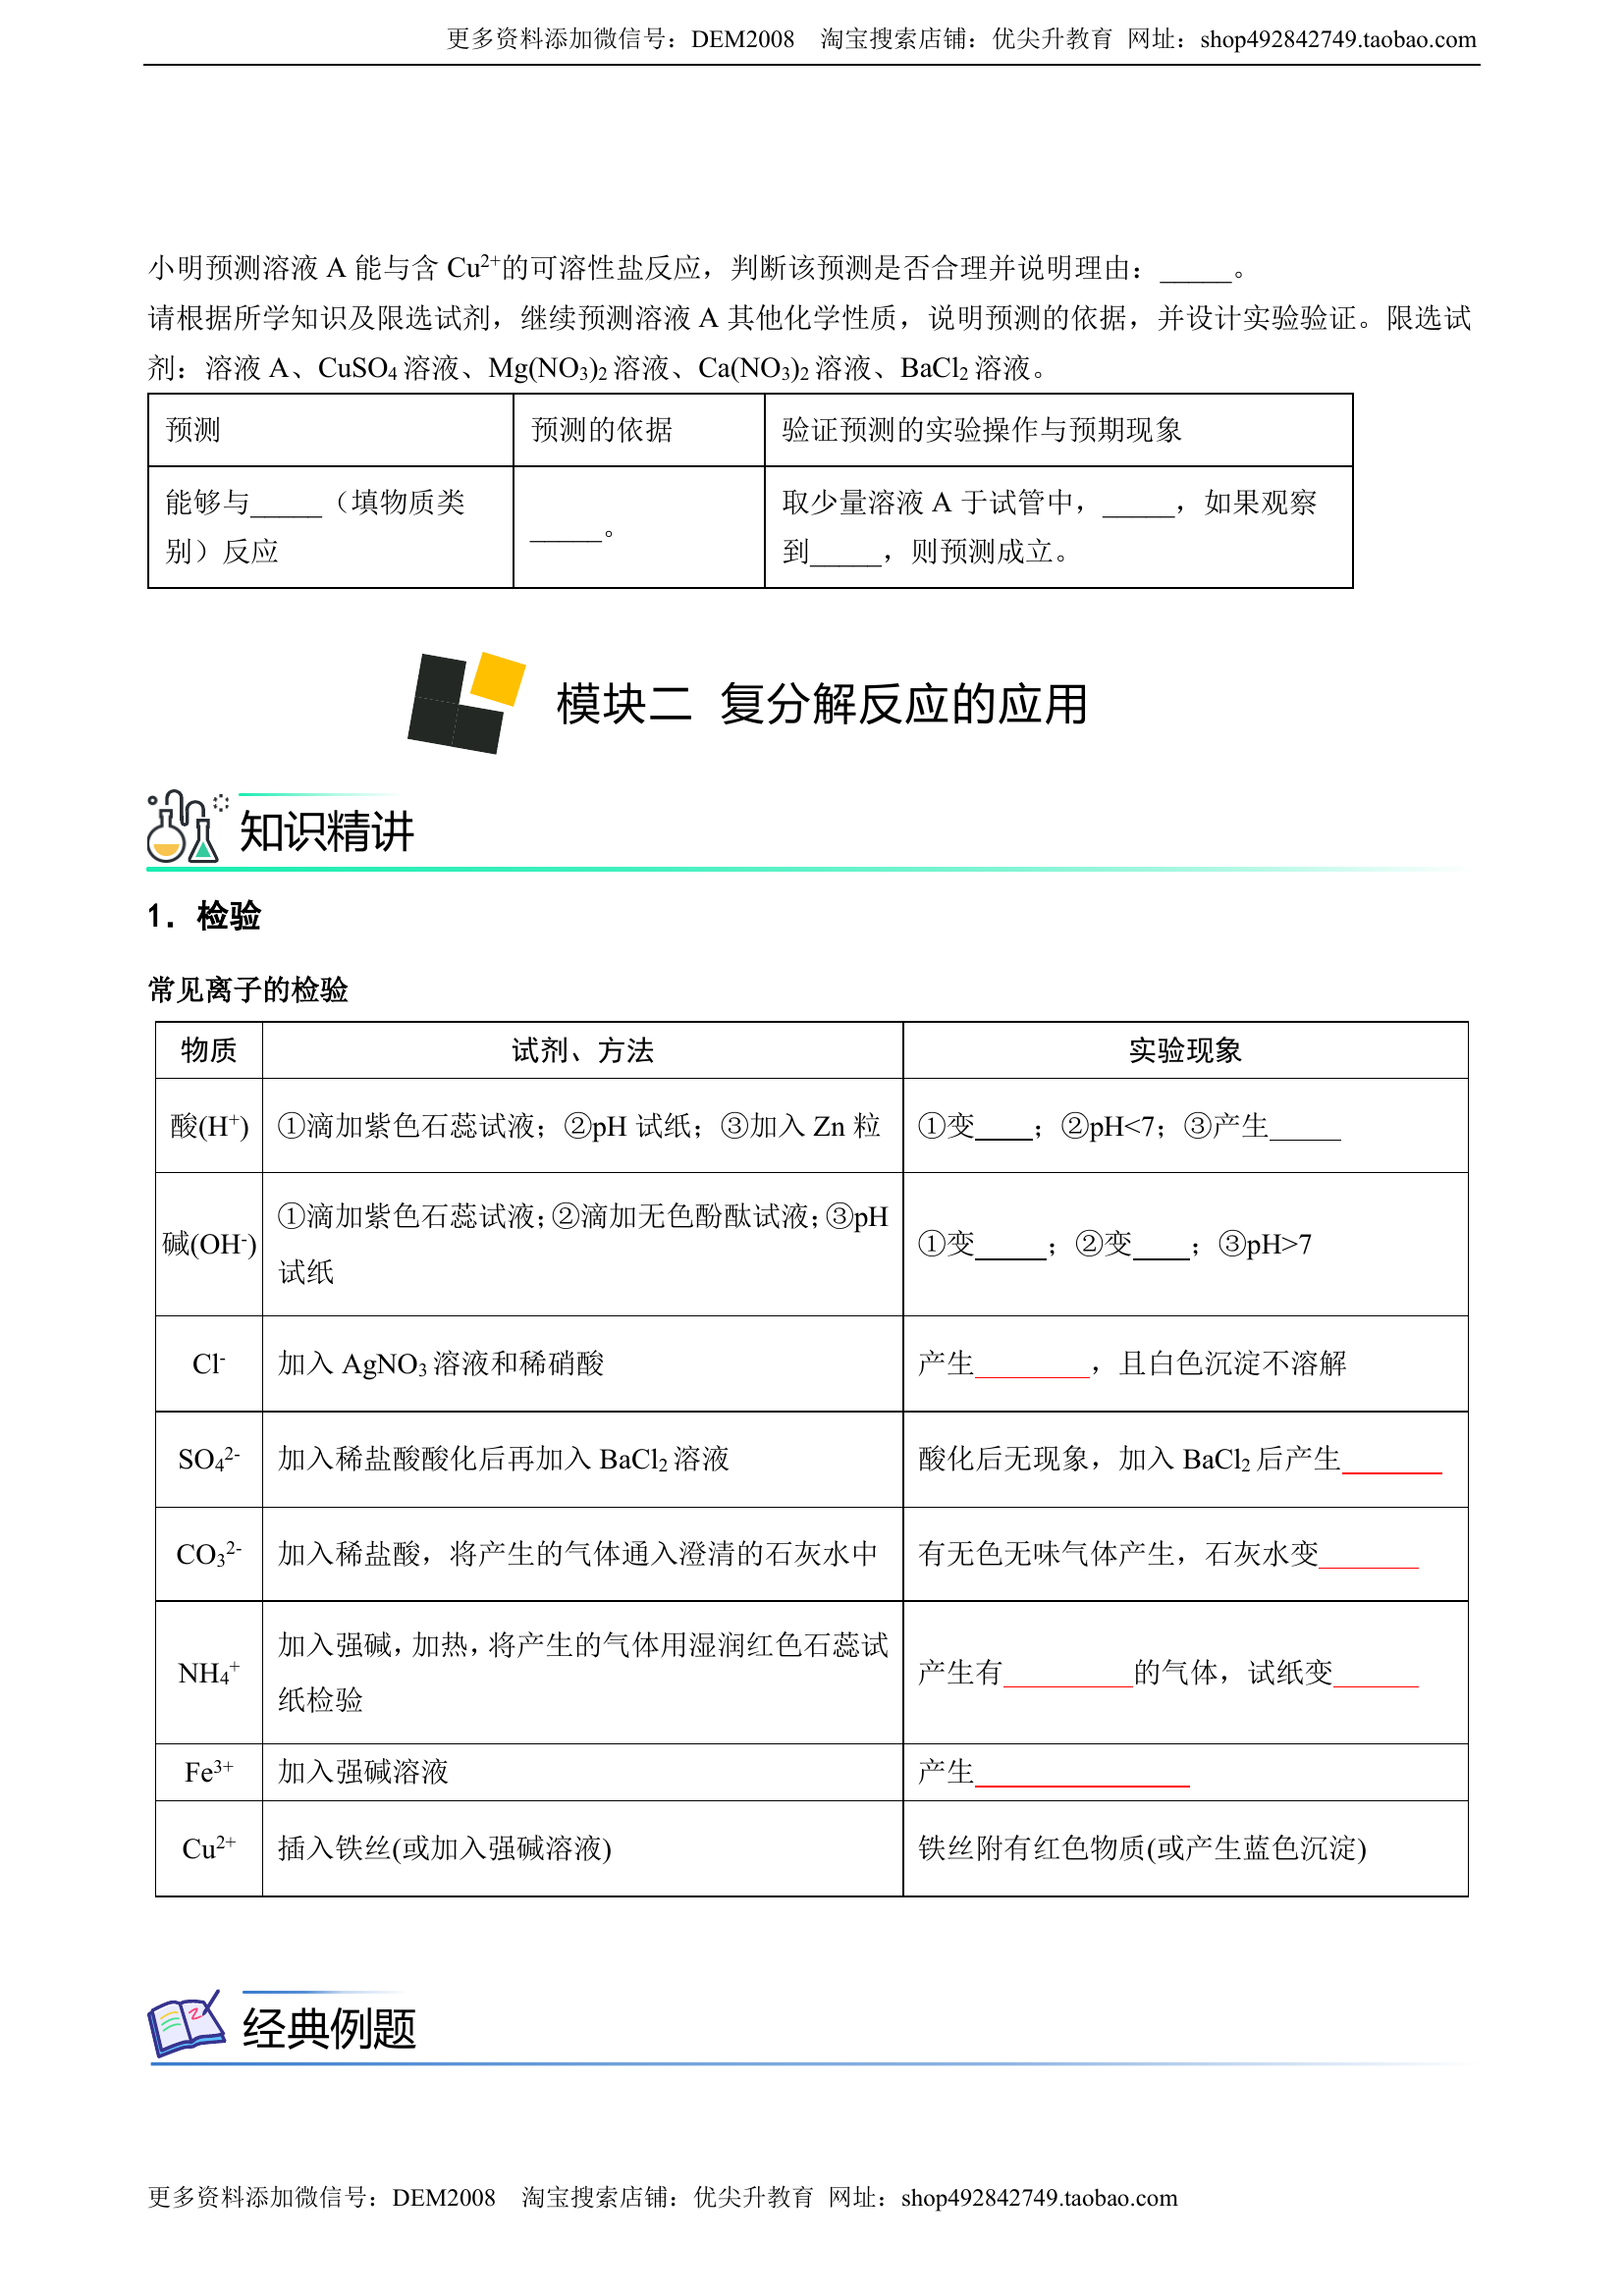 更多资料添加微信号：DEM2008 淘宝搜索店铺：优尖升教育 网址：shop492842749.taobao.com
小明预测溶液 A 能与含 Cu²⁺的可溶性盐反应，判断该预测是否合理并说明理由：_____。
请根据所学知识及限选试剂，继续预测溶液 A 其他化学性质，说明预测的依据，并设计实验验证。限选试
剂：溶液 A、CuSO₄ 溶液、Mg(NO₃)₂ 溶液、Ca(NO₃)₂ 溶液、BaCl₂ 溶液。
预测 预测的依据 验证预测的实验操作与预期现象
能够与_____（填物质类
别）反应
_____。
取少量溶液 A 于试管中，_____，如果观察
到_____，则预测成立。
模块二 复分解反应的应用
知识精讲
1．检验
常见离子的检验
物质 试剂、方法 实验现象
酸(H⁺) ①滴加紫色石蕊试液；②pH 试纸；③加入 Zn 粒 ①变____；②pH<7；③产生_____
碱(OH⁻)
①滴加紫色石蕊试液；②滴加无色酚酞试液；③pH
试纸
①变_____；②变____；③pH>7
Cl⁻ 加入 AgNO₃ 溶液和稀硝酸 产生________，且白色沉淀不溶解
SO₄²⁻ 加入稀盐酸酸化后再加入 BaCl₂ 溶液 酸化后无现象，加入 BaCl₂ 后产生_______
CO₃²⁻ 加入稀盐酸，将产生的气体通入澄清的石灰水中 有无色无味气体产生，石灰水变_______
NH₄⁺
加入强碱，加热，将产生的气体用湿润红色石蕊试
纸检验
产生有_________的气体，试纸变______
Fe³⁺ 加入强碱溶液 产生_______________
Cu²⁺ 插入铁丝(或加入强碱溶液) 铁丝附有红色物质(或产生蓝色沉淀)
经典例题
更多资料添加微信号：DEM2008 淘宝搜索店铺：优尖升教育 网址：shop492842749.taobao.com